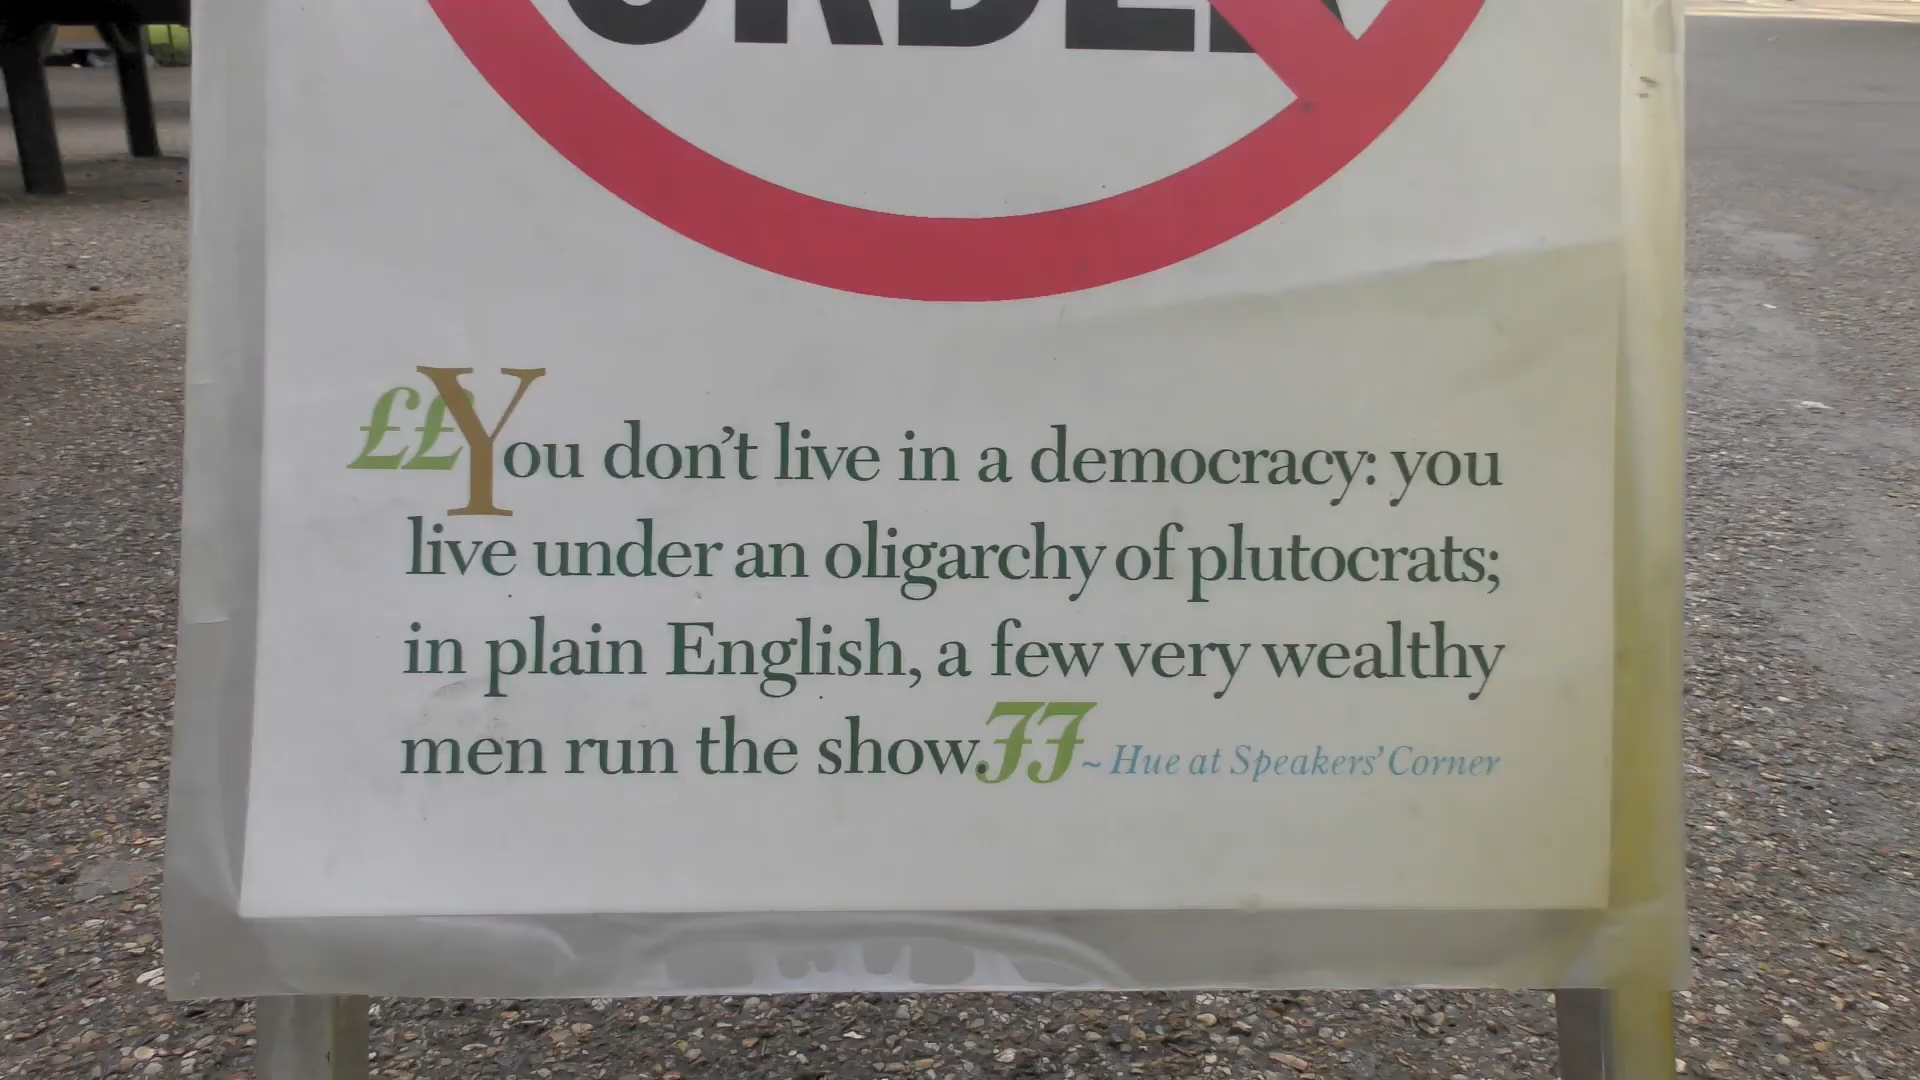 ORDER
££You don't live in a democracy: you
live under an oligarchy of plutocrats;
in plain English, a few very wealthy
men run the show.££ ~ Hue at Speakers' Corner